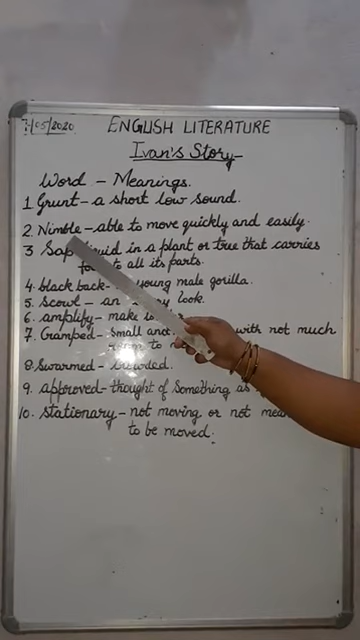 /05/2020
ENGLISH LITERATURE
Ivan's Story
Word - Meanings.
1. Grunt - a short low sound.
2. Nimble - able to move quickly and easily.
3 Sap liquid in a plant or true that carries
to all its parts.
4. black back- young male gorilla.
5. scowl - an look.
6. amplify - make
7. Cramped- small and with not much
to
8. Swarmed -
9. approved - thought of something as
10. stationary - not moving or not
to be moved.